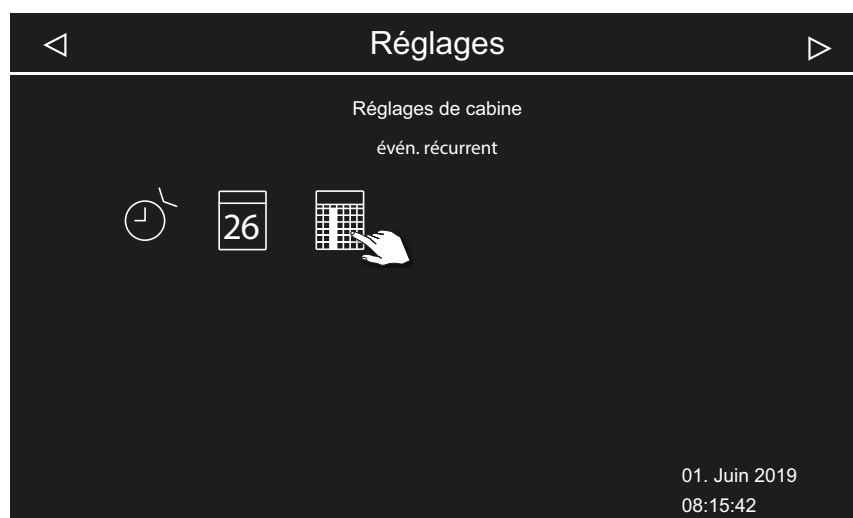 Réglages
Réglages de cabine
évén. récurrent
26
01. Juin 2019
08:15:42